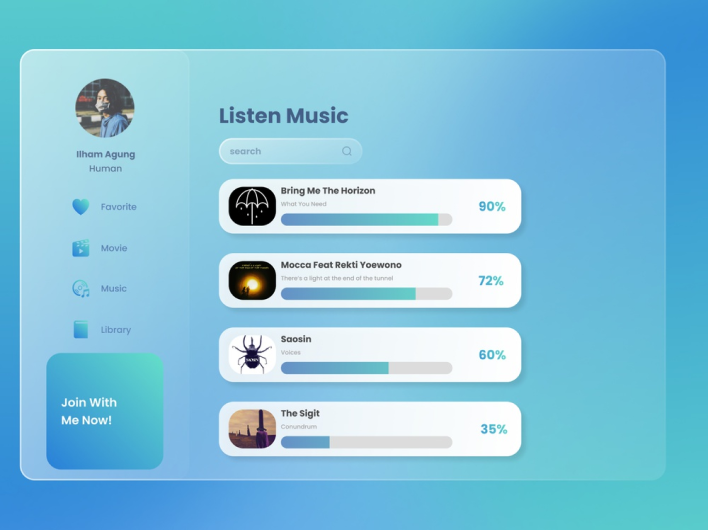 Ilham Agung
Human
Favorite
Movie
Music
Library
Join With
Me Now!
Listen Music
search
Bring Me The Horizon
What You Need
90%
Mocca Feat Rekti Yoewono
There's a light at the end of the tunnel
72%
SAOSIN
Saosin
Voices
60%
The Sigit
Conundrum
35%